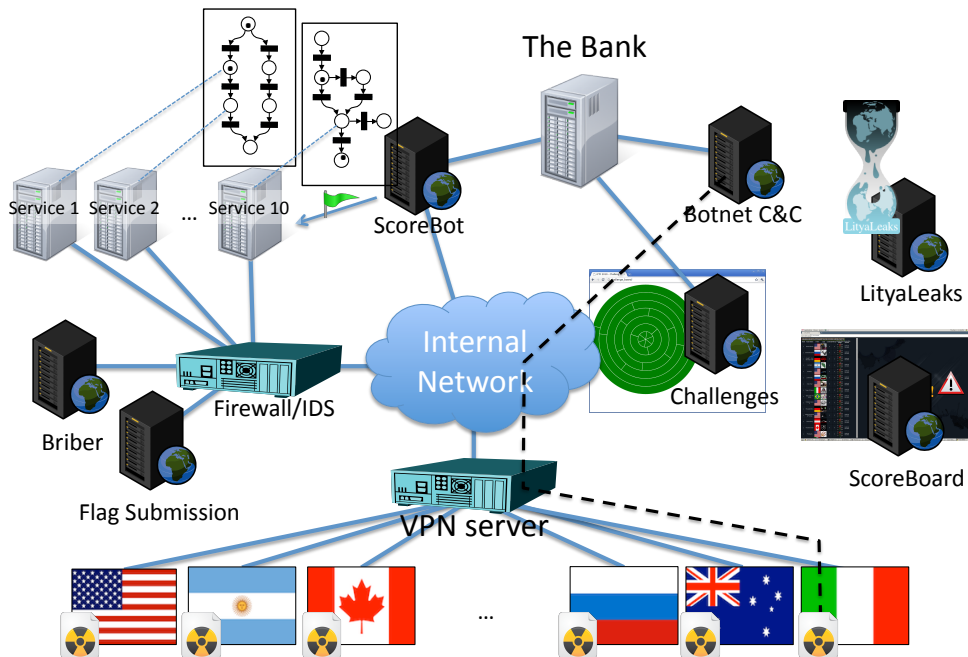 The Bank
Service 1
Service 2
...
Service 10
ScoreBot
Botnet C&C
LityaLeaks
LityaLeaks
Internal
Network
Challenges
Firewall/IDS
Briber
Flag Submission
ScoreBoard
VPN server
...